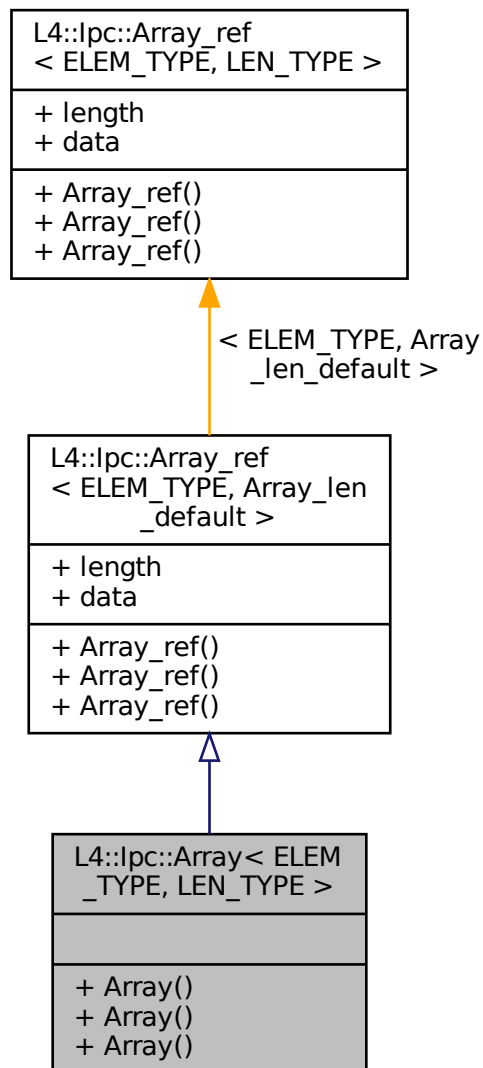 L4::Ipc::Array_ref
< ELEM_TYPE, LEN_TYPE >
+ length
+ data
+ Array_ref()
+ Array_ref()
+ Array_ref()
< ELEM_TYPE, Array
_len_default >
L4::Ipc::Array_ref
< ELEM_TYPE, Array_len
_default >
+ length
+ data
+ Array_ref()
+ Array_ref()
+ Array_ref()
L4::Ipc::Array< ELEM
_TYPE, LEN_TYPE >
+ Array()
+ Array()
+ Array()